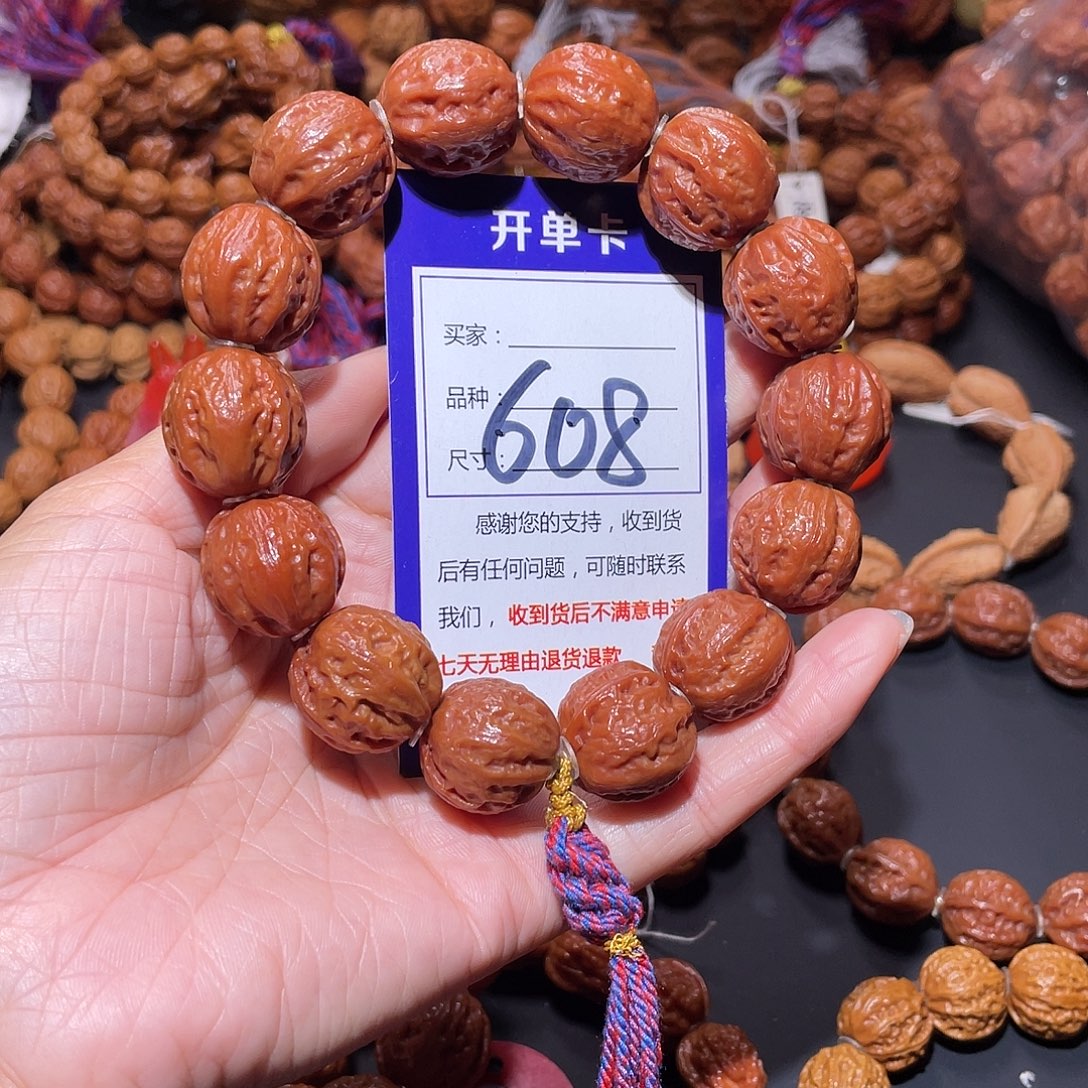 开单卡
买家：
品种：
608
尺寸：
感谢您的支持，收到货
后有任何问题，可随时联系
我们，收到货后不满意申请
七天无理由退货退款